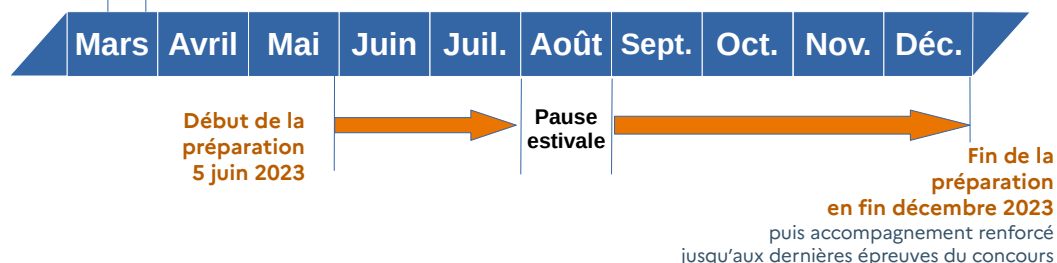 Mars Avril Mai Juin Juil. Août Sept. Oct. Nov. Déc.
Début de la
préparation
5 juin 2023
Pause
estivale
Fin de la
préparation
en fin décembre 2023
puis accompagnement renforcé
jusqu'aux dernières épreuves du concours